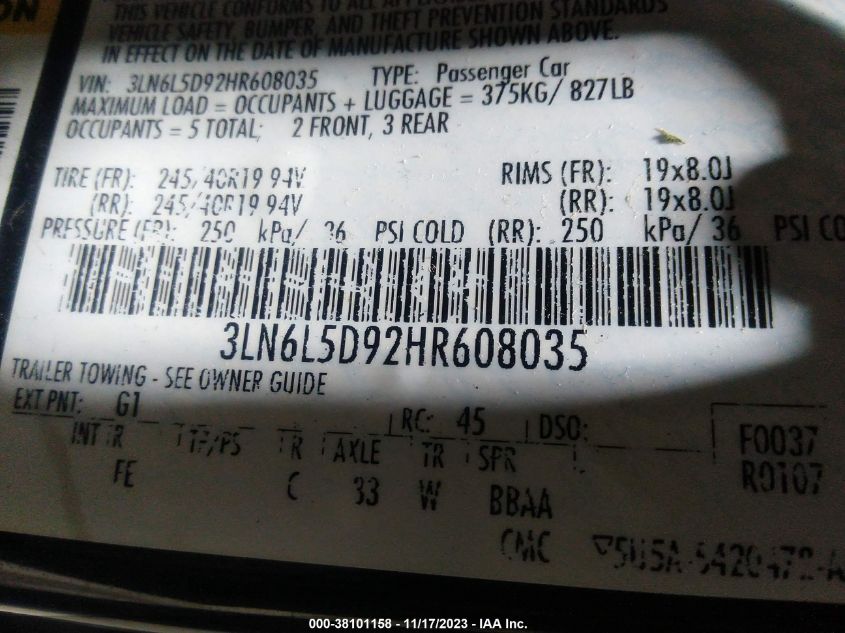 ON
THIS VEHICLE CONFORMS TO ALL APPLICABLE
VEHICLE SAFETY, BUMPER, AND THEFT PREVENTION STANDARDS
IN EFFECT ON THE DATE OF MANUFACTURE SHOWN ABOVE.
VIN: 3LN6L5D92HR608035 TYPE: Passenger Car
MAXIMUM LOAD = OCCUPANTS + LUGGAGE = 375KG/ 827LB
OCCUPANTS = 5 TOTAL; 2 FRONT, 3 REAR
TIRE (FR): 245/40R19 94V RIMS (FR): 19x8.0J
(RR): 245/40R19 94V (RR): 19x8.0J
PRESSURE (FR): 250 kPa/ 36 PSI COLD (RR): 250 kPa/ 36 PSI CO
3LN6L5D92HR608035
TRAILER TOWING - SEE OWNER GUIDE
EXT PNT: G1 RC: 45 DSO: F0037
INT TR TP/PS R AXLE TR SPR R0107
FE C 33 W BBAA
CMC
000-38101158 - 11/17/2023 - IAA Inc.